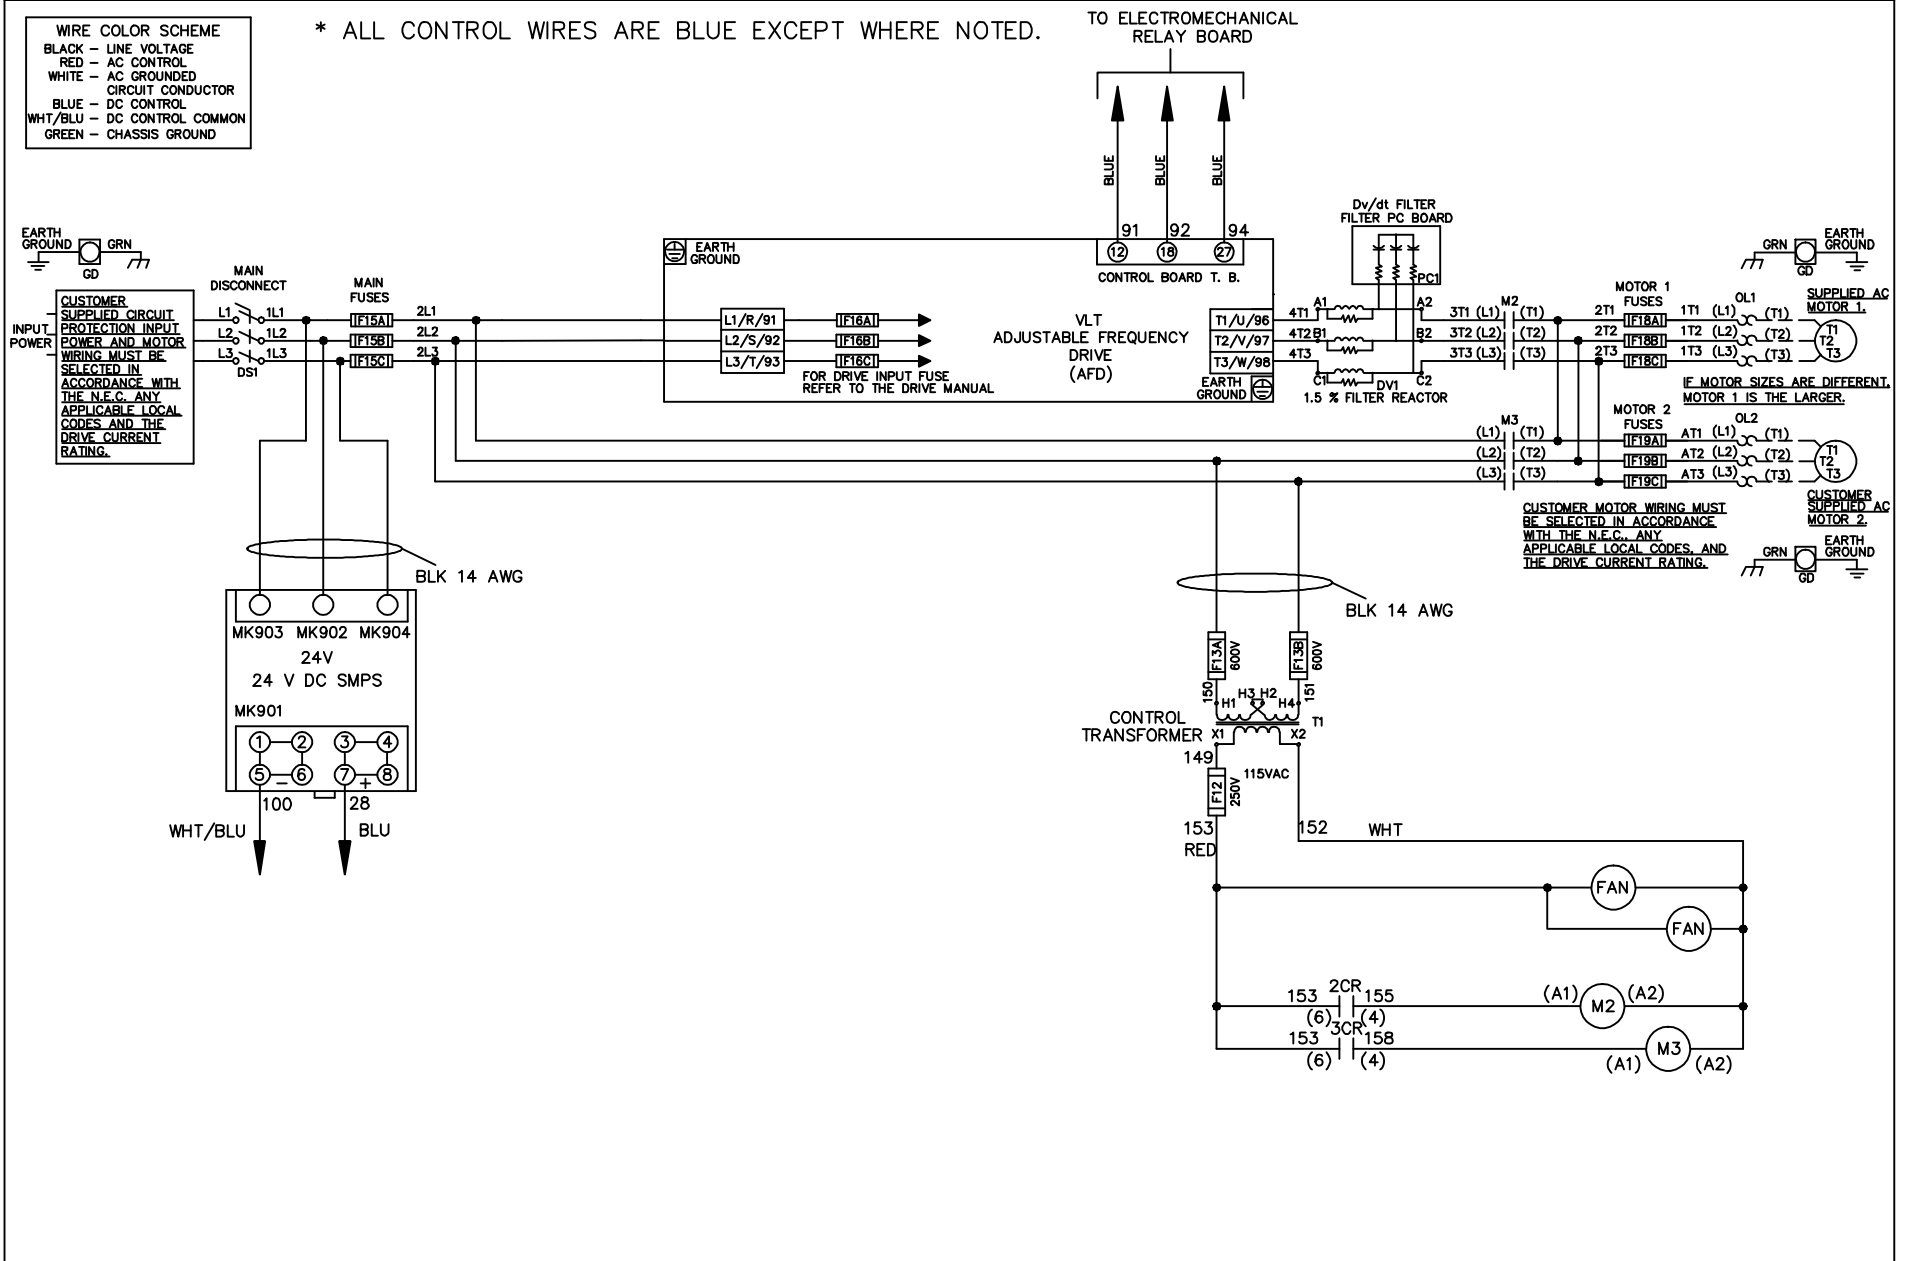 WIRE COLOR SCHEME
BLACK – LINE VOLTAGE
RED – AC CONTROL
WHITE – AC GROUNDED
CIRCUIT CONDUCTOR
BLUE – DC CONTROL
WHT/BLU – DC CONTROL COMMON
GREEN – CHASSIS GROUND
* ALL CONTROL WIRES ARE BLUE EXCEPT WHERE NOTED.
TO ELECTROMECHANICAL
RELAY BOARD
BLUE
BLUE
BLUE
91 92 94
12 18 27
CONTROL BOARD T. B.
EARTH
GROUND
GRN
GD
INPUT
POWER
CUSTOMER
SUPPLIED CIRCUIT
PROTECTION INPUT
POWER AND MOTOR
WIRING MUST BE
SELECTED IN
ACCORDANCE WITH
THE N.E.C. ANY
APPLICABLE LOCAL
CODES AND THE
DRIVE CURRENT
RATING.
MAIN
DISCONNECT
L1 1L1
L2 1L2
L3 1L3
DS1
MAIN
FUSES
F15A 2L1
F15B 2L2
F15C 2L3
EARTH
GROUND
L1/R/91 F16A
L2/S/92 F16B
L3/T/93 F16C
FOR DRIVE INPUT FUSE
REFER TO THE DRIVE MANUAL
VLT
ADJUSTABLE FREQUENCY
DRIVE
(AFD)
T1/U/96
T2/V/97
T3/W/98
EARTH
GROUND
Dv/dt FILTER
FILTER PC BOARD
PC1
4T1 A1 A2
4T2 B1 B2
4T3 C1 C2
DV1
1.5 % FILTER REACTOR
M2
3T1 (L1) (T1)
3T2 (L2) (T2)
3T3 (L3) (T3)
MOTOR 1
FUSES
2T1 F18A 1T1 (L1) (T1)
2T2 F18B 1T2 (L2) (T2)
2T3 F18C 1T3 (L3) (T3)
OL1
GRN
GD
EARTH
GROUND
SUPPLIED AC
MOTOR 1.
T1
T2
T3
IF MOTOR SIZES ARE DIFFERENT,
MOTOR 1 IS THE LARGER.
M3
(L1) (T1)
(L2) (T2)
(L3) (T3)
MOTOR 2
FUSES
F19A AT1 (L1) (T1)
F19B AT2 (L2) (T2)
F19C AT3 (L3) (T3)
OL2
T1
T2
T3
CUSTOMER
SUPPLIED AC
MOTOR 2.
CUSTOMER MOTOR WIRING MUST
BE SELECTED IN ACCORDANCE
WITH THE N.E.C., ANY
APPLICABLE LOCAL CODES, AND
THE DRIVE CURRENT RATING.
GRN
GD
EARTH
GROUND
BLK 14 AWG
MK903 MK902 MK904
24V
24 V DC SMPS
MK901
1 2 3 4
5 – 6 7 + 8
100 28
WHT/BLU BLU
BLK 14 AWG
F13A 600V
F13B 600V
150 151
H1 H3 H2 H4
T1
CONTROL
TRANSFORMER
X1 X2
149
115VAC
F12 250V
153
RED
152 WHT
FAN
FAN
2CR
153 155
(6) (4)
(A1) M2 (A2)
3CR
153 158
(6) (4)
(A1) M3 (A2)